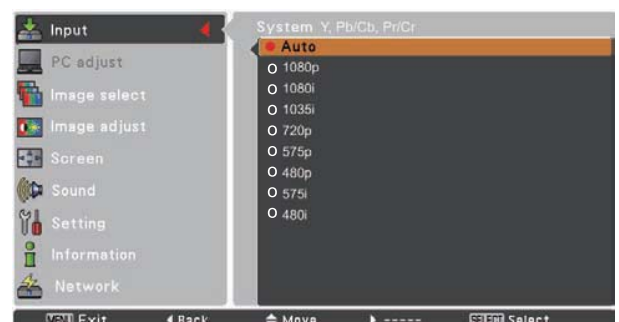 Input
PC adjust
Image select
Image adjust
Screen
Sound
Setting
Information
Network
System Y, Pb/Cb, Pr/Cr
Auto
1080p
1080i
1035i
720p
575p
480p
575i
480i
MENU Exit Back Move ----- SELECT Select